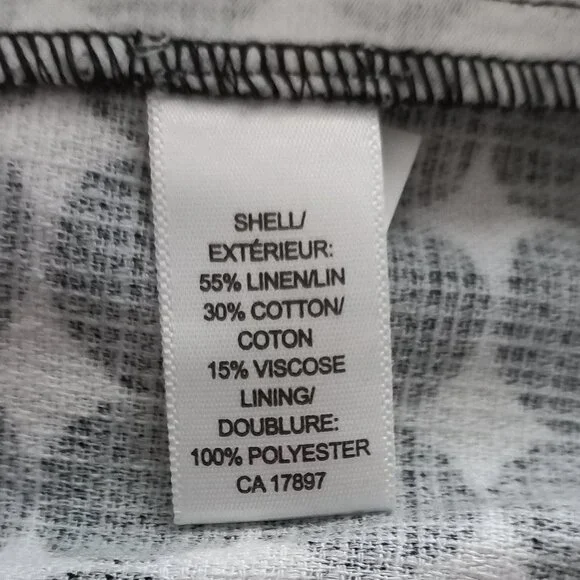 SHELL/
EXTÉRIEUR:
55% LINEN/LIN
30% COTTON/
COTON
15% VISCOSE
LINING/
DOUBLURE:
100% POLYESTER
CA 17897